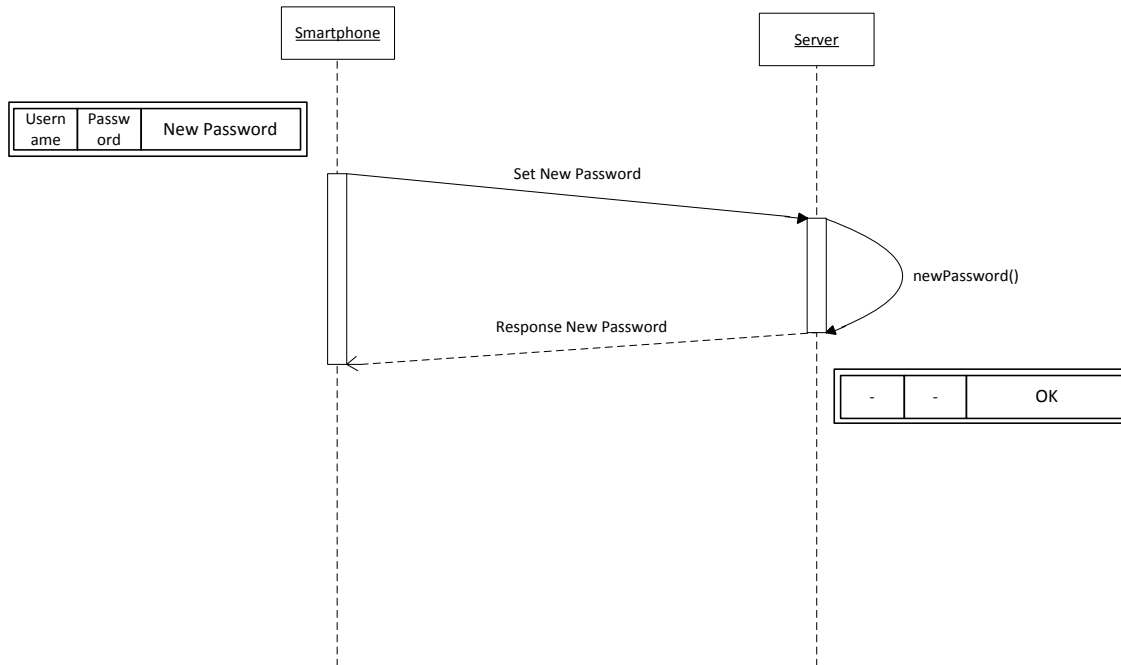 Smartphone
Server
Usern
ame
Passw
ord
New Password
Set New Password
newPassword()
Response New Password
-
-
OK